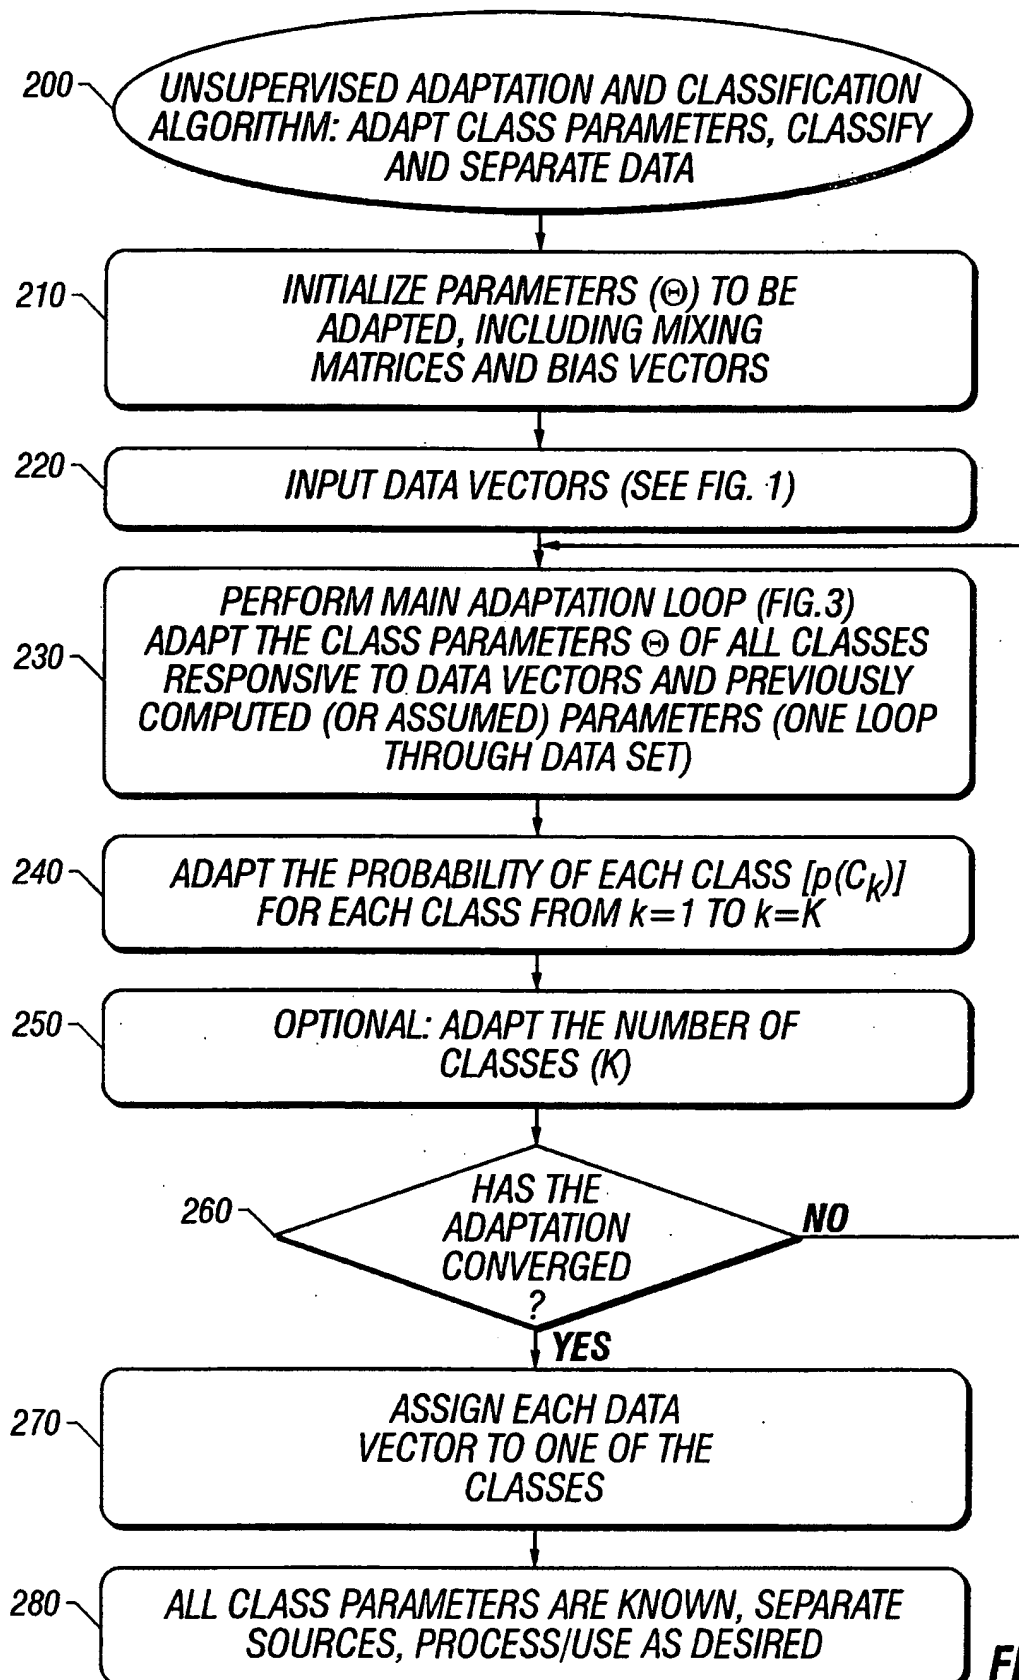 200
UNSUPERVISED ADAPTATION AND CLASSIFICATION
ALGORITHM: ADAPT CLASS PARAMETERS, CLASSIFY
AND SEPARATE DATA
210
INITIALIZE PARAMETERS (Θ) TO BE
ADAPTED, INCLUDING MIXING
MATRICES AND BIAS VECTORS
220
INPUT DATA VECTORS (SEE FIG. 1)
230
PERFORM MAIN ADAPTATION LOOP (FIG.3)
ADAPT THE CLASS PARAMETERS Θ OF ALL CLASSES
RESPONSIVE TO DATA VECTORS AND PREVIOUSLY
COMPUTED (OR ASSUMED) PARAMETERS (ONE LOOP
THROUGH DATA SET)
240
ADAPT THE PROBABILITY OF EACH CLASS [p(Ck)]
FOR EACH CLASS FROM k=1 TO k=K
250
OPTIONAL: ADAPT THE NUMBER OF
CLASSES (K)
260
HAS THE
ADAPTATION
CONVERGED
?
NO
YES
270
ASSIGN EACH DATA
VECTOR TO ONE OF THE
CLASSES
280
ALL CLASS PARAMETERS ARE KNOWN, SEPARATE
SOURCES, PROCESS/USE AS DESIRED